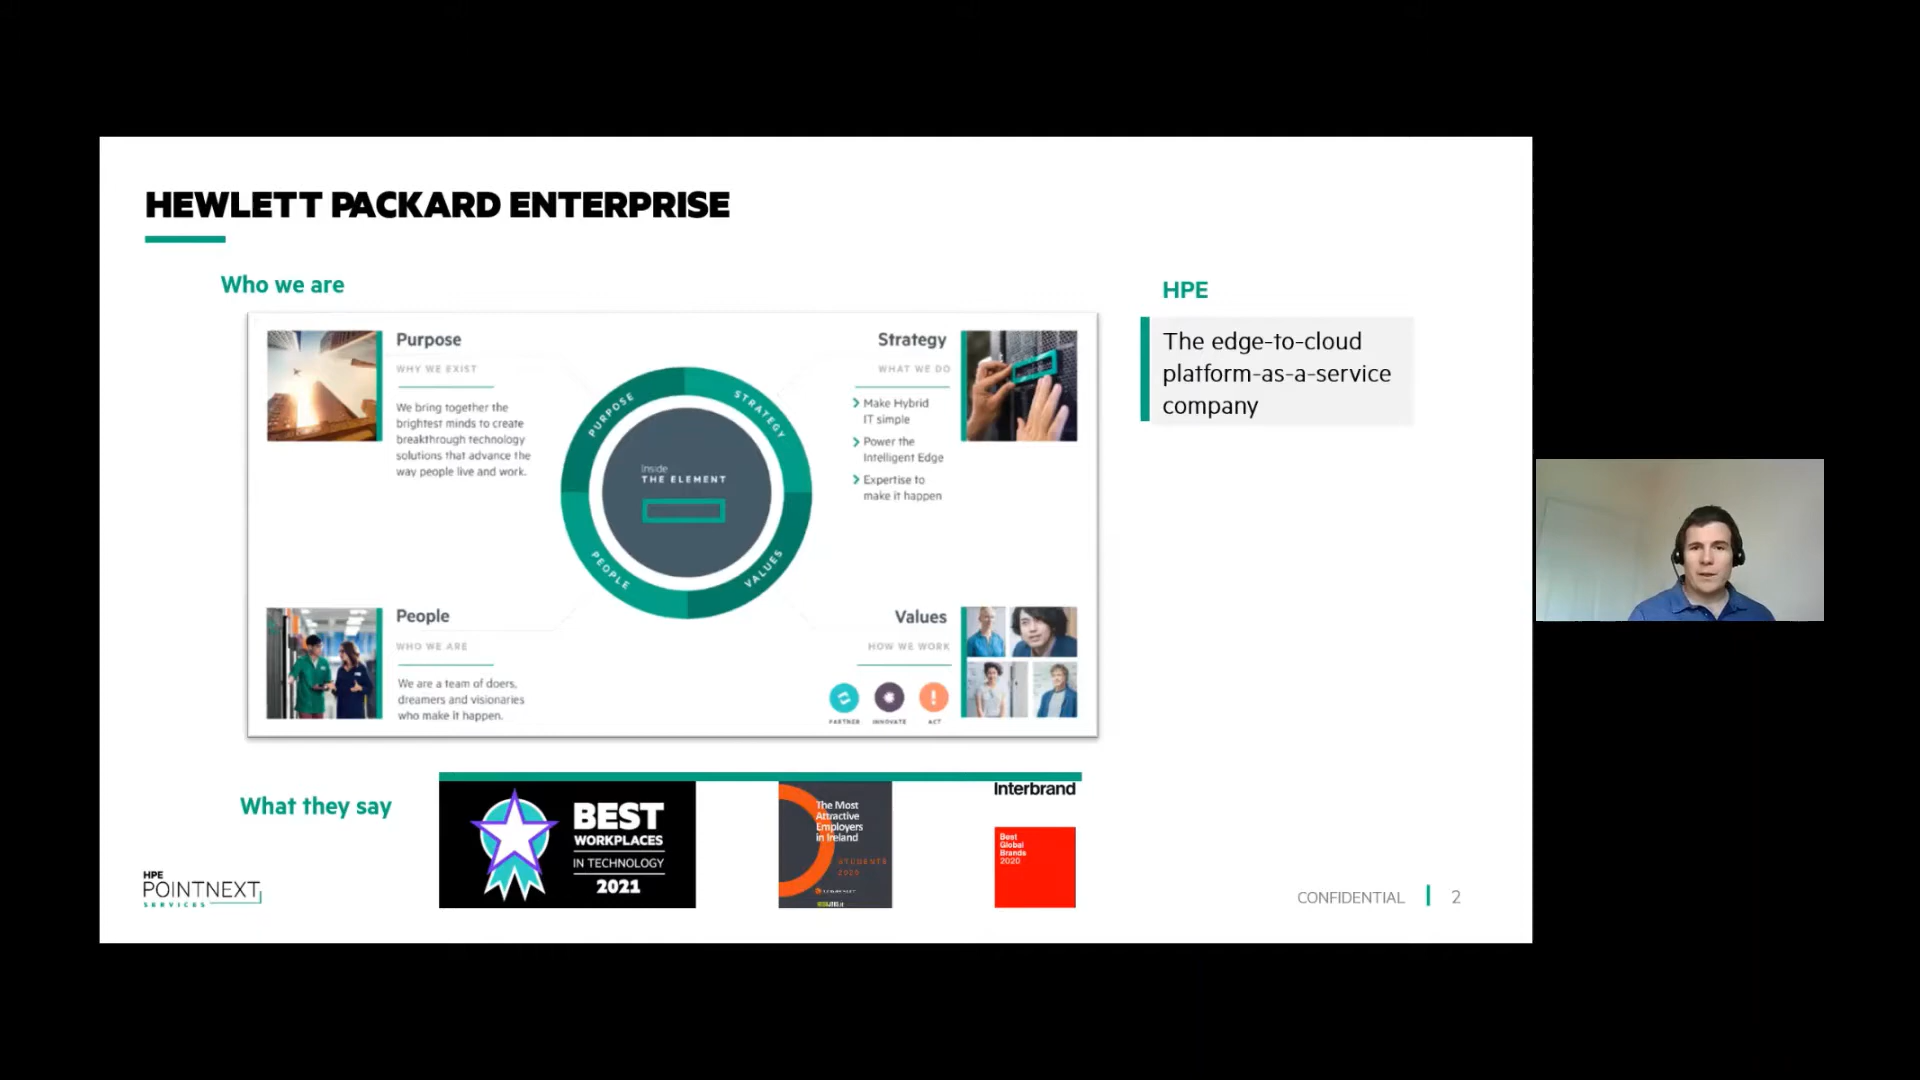 HEWLETT PACKARD ENTERPRISE
Who we are
Purpose
WHY WE EXIST
We bring together the
brightest minds to create
breakthrough technology
solutions that advance the
way people live and work.
Strategy
WHAT WE DO
Make Hybrid
IT simple
Power the
Intelligent Edge
Expertise to
make it happen
PURPOSE
STRATEGY
PEOPLE
VALUES
Inside
THE ELEMENT
People
WHO WE ARE
We are a team of doers,
dreamers and visionaries
who make it happen.
Values
HOW WE WORK
PARTNER
INNOVATE
ACT
HPE
The edge-to-cloud
platform-as-a-service
company
What they say
BEST
WORKPLACES
IN TECHNOLOGY
2021
The Most
Attractive
Employers
in Ireland
STUDENTS
2020
Interbrand
Best
Global
Brands
2020
HPE
POINTNEXT
SERVICES
CONFIDENTIAL
2